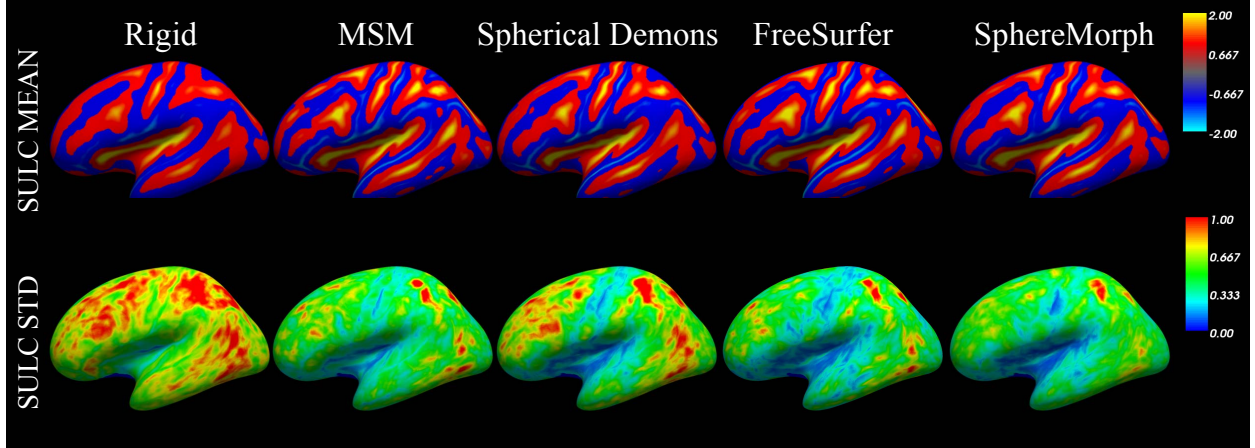 Rigid MSM Spherical Demons FreeSurfer SphereMorph
SULC MEAN
2.00
0.667
-0.667
-2.00
SULC STD
1.00
0.667
0.333
0.00